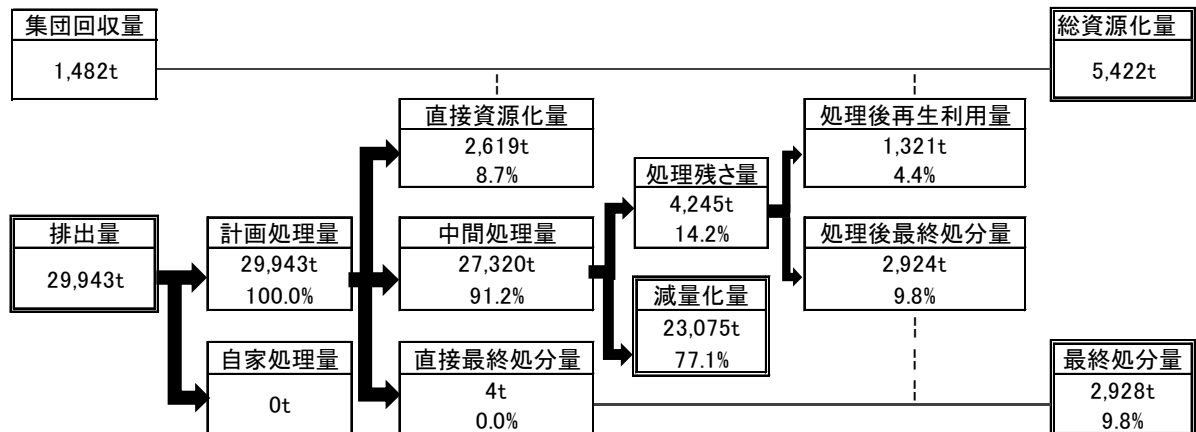 集団回収量
1,482t
総資源化量
5,422t
直接資源化量
2,619t
8.7%
処理後再生利用量
1,321t
4.4%
処理残さ量
4,245t
14.2%
排出量
29,943t
計画処理量
29,943t
100.0%
中間処理量
27,320t
91.2%
処理後最終処分量
2,924t
9.8%
減量化量
23,075t
77.1%
自家処理量
0t
直接最終処分量
4t
0.0%
最終処分量
2,928t
9.8%